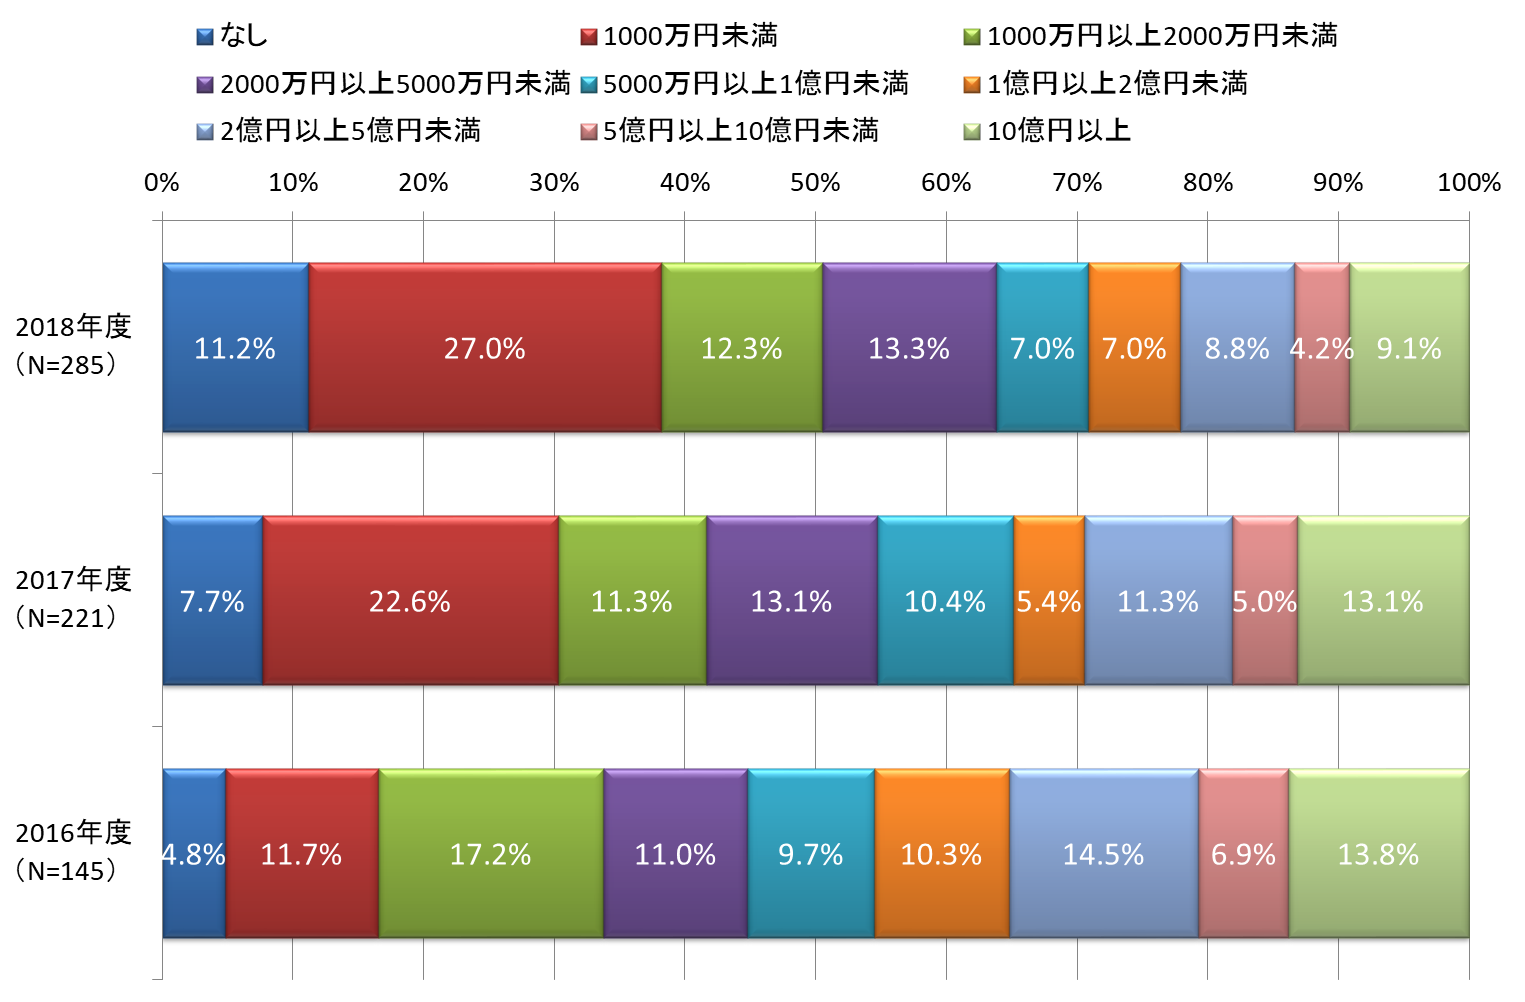 なし 1000万円未満 1000万円以上2000万円未満
2000万円以上5000万円未満 5000万円以上1億円未満 1億円以上2億円未満
2億円以上5億円未満 5億円以上10億円未満 10億円以上
0% 10% 20% 30% 40% 50% 60% 70% 80% 90% 100%
2018年度
（N=285）
11.2% 27.0% 12.3% 13.3% 7.0% 7.0% 8.8% 4.2% 9.1%
2017年度
（N=221）
7.7% 22.6% 11.3% 13.1% 10.4% 5.4% 11.3% 5.0% 13.1%
2016年度
（N=145）
4.8% 11.7% 17.2% 11.0% 9.7% 10.3% 14.5% 6.9% 13.8%